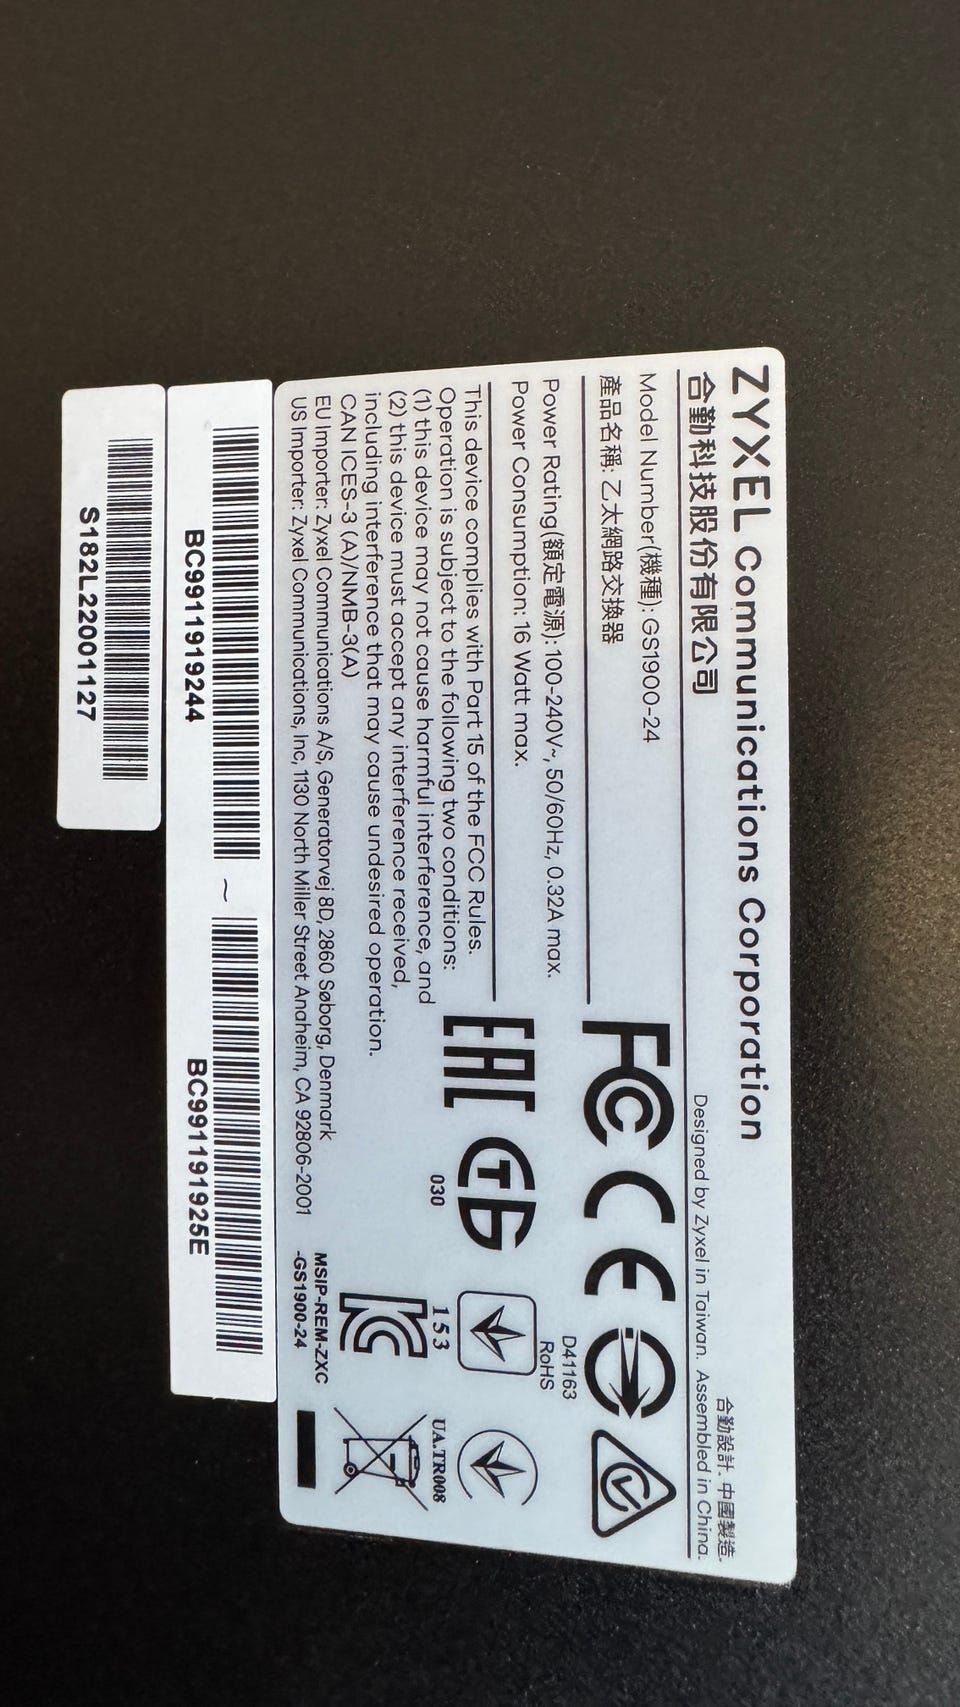 ZYXEL Communications Corporation
合勤科技股份有限公司
合勤設計. 中國製造.
Designed by Zyxel in Taiwan. Assembled in China.
Model Number(機種): GS1900-24
產品名稱: 乙太網路交換器
Power Rating(額定電源): 100-240V~, 50/60Hz, 0.32A max.
Power Consumption: 16 Watt max.
This device complies with Part 15 of the FCC Rules.
Operation is subject to the following two conditions:
(1) this device may not cause harmful interference, and
(2) this device must accept any interference received,
including interference that may cause undesired operation.
CAN ICES-3 (A)/NMB-3(A)
EU Importer: Zyxel Communications A/S, Generatorvej 8D, 2860 Søborg, Denmark
US Importer: Zyxel Communications, Inc, 1130 North Miller Street Anaheim, CA 92806-2001
FC CE
D41163
RoHS
EAC
СТБ
030
153
UA.TR008
MSIP-REM-ZXC
-GS1900-24
BC9911919244 ~ BC991191925E
S182L22001127